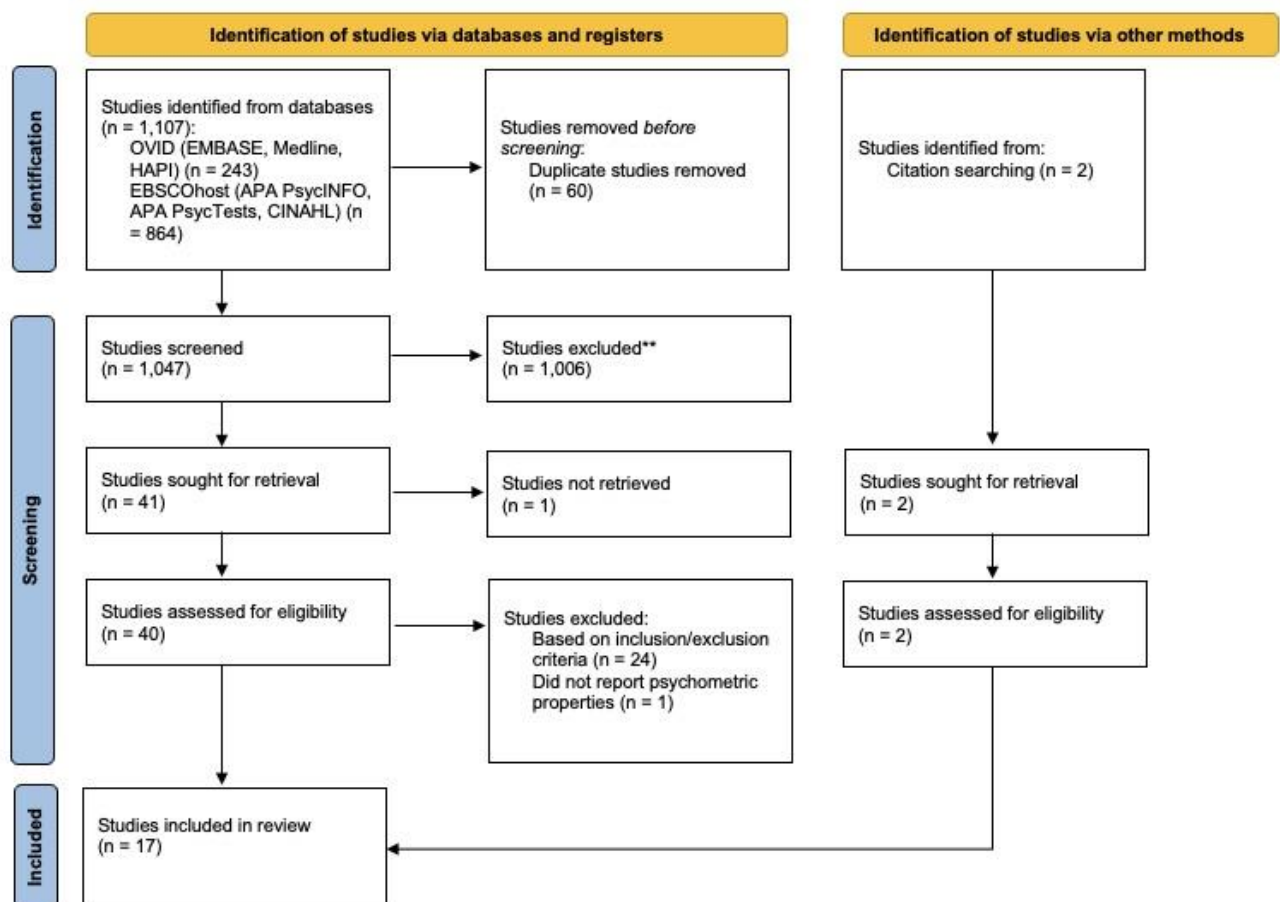 Identification of studies via databases and registers
Identification of studies via other methods
Identification
Studies identified from databases
(n = 1,107):
OVID (EMBASE, Medline,
HAPI) (n = 243)
EBSCOhost (APA PsycINFO,
APA PsycTests, CINAHL) (n
= 864)
Studies removed before
screening:
Duplicate studies removed
(n = 60)
Studies identified from:
Citation searching (n = 2)
Screening
Studies screened
(n = 1,047)
Studies excluded**
(n = 1,006)
Studies sought for retrieval
(n = 41)
Studies not retrieved
(n = 1)
Studies sought for retrieval
(n = 2)
Studies assessed for eligibility
(n = 40)
Studies excluded:
Based on inclusion/exclusion
criteria (n = 24)
Did not report psychometric
properties (n = 1)
Studies assessed for eligibility
(n = 2)
Included
Studies included in review
(n = 17)